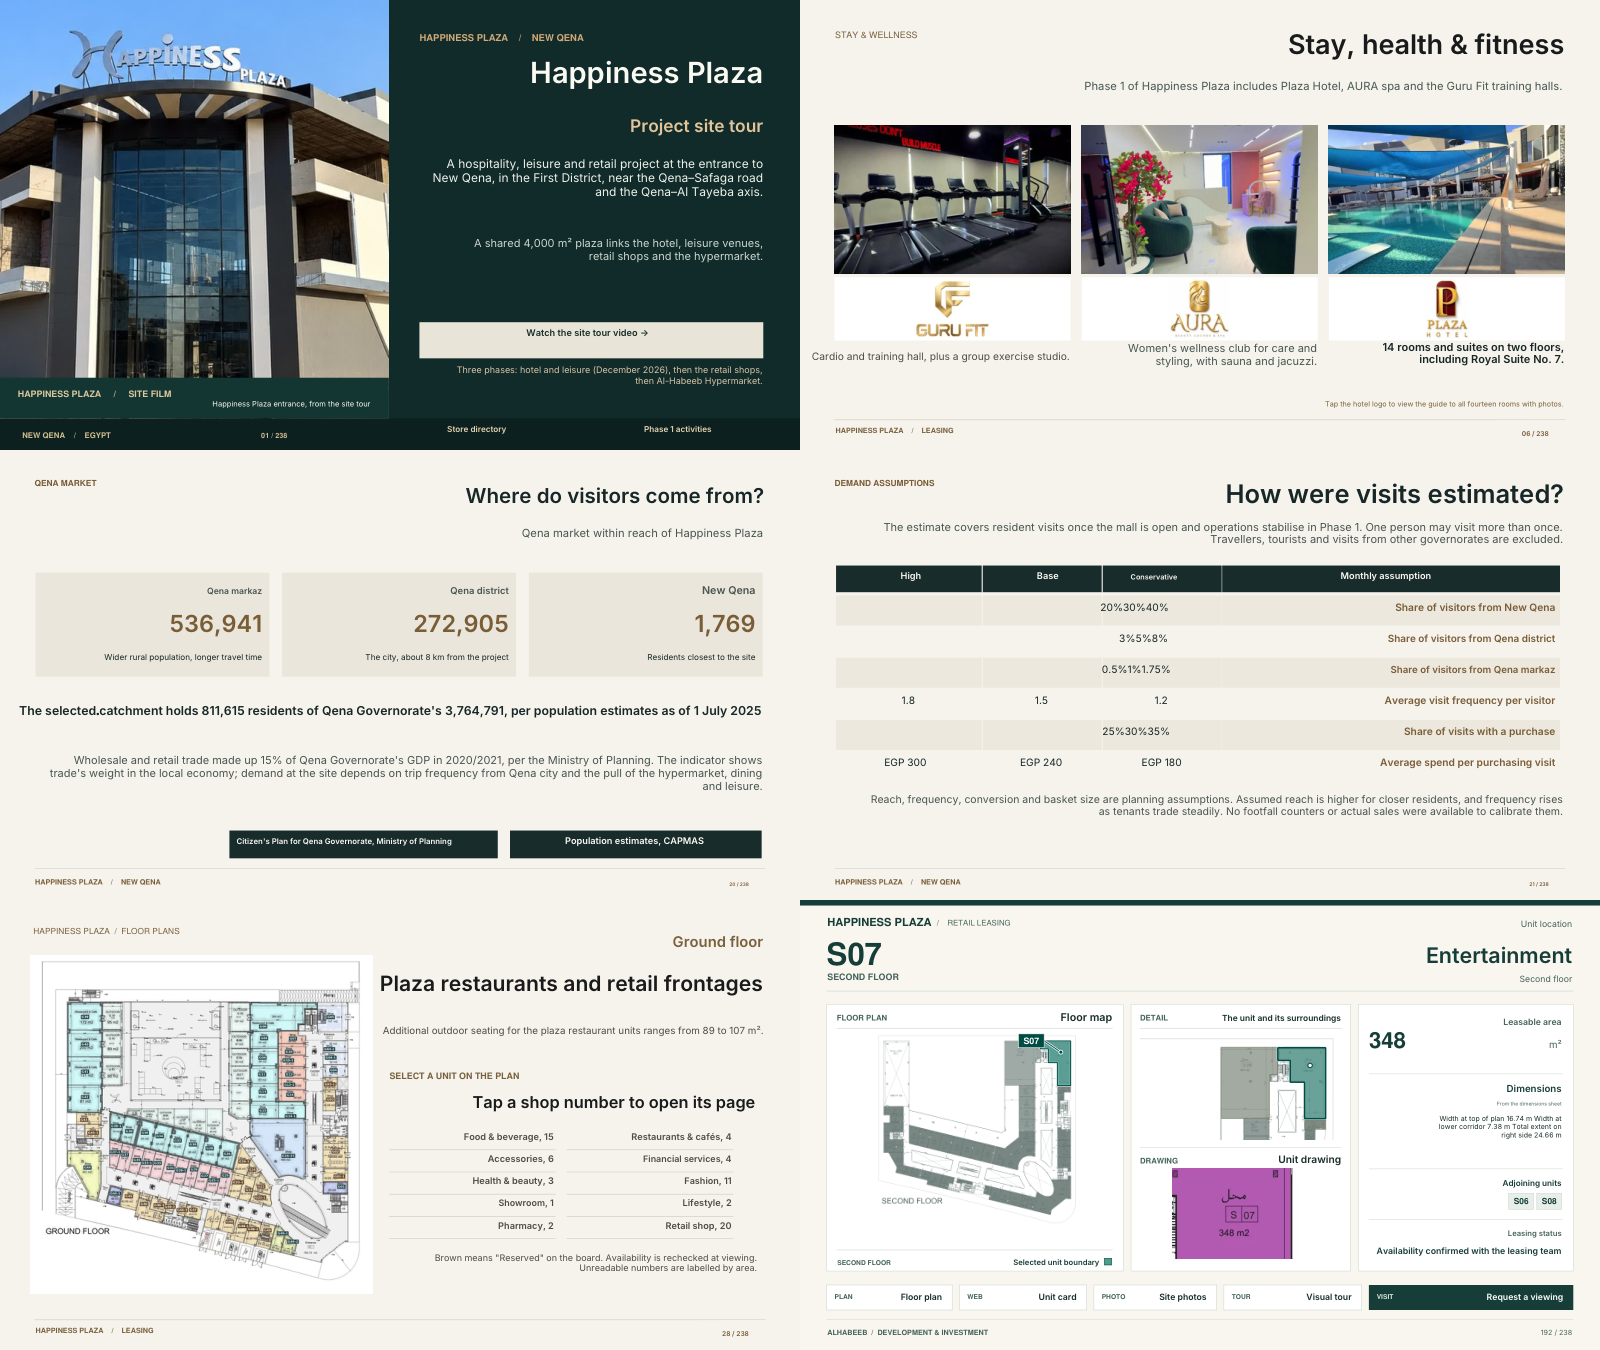 HAPPINESS PLAZA
HAPPINESS PLAZA / SITE FILM
Happiness Plaza entrance, from the site tour
NEW QENA / EGYPT
01 / 238
HAPPINESS PLAZA / NEW QENA
Happiness Plaza
Project site tour
A hospitality, leisure and retail project at the entrance to
New Qena, in the First District, near the Qena–Safaga road
and the Qena–Al Tayeba axis.
A shared 4,000 m² plaza links the hotel, leisure venues,
retail shops and the hypermarket.
Watch the site tour video →
Three phases: hotel and leisure (December 2026), then the retail shops,
then Al-Habeeb Hypermarket.
Store directory
Phase 1 activities
STAY & WELLNESS
Stay, health & fitness
Phase 1 of Happiness Plaza includes Plaza Hotel, AURA spa and the Guru Fit training halls.
BUILD MUSCLE
GURU FIT
AURA
PLAZA
HOTEL
Cardio and training hall, plus a group exercise studio.
Women's wellness club for care and
styling, with sauna and jacuzzi.
14 rooms and suites on two floors,
including Royal Suite No. 7.
Tap the hotel logo to view the guide to all fourteen rooms with photos.
HAPPINESS PLAZA / LEASING
06 / 238
QENA MARKET
Where do visitors come from?
Qena market within reach of Happiness Plaza
Qena markaz
536,941
Wider rural population, longer travel time
Qena district
272,905
The city, about 8 km from the project
New Qena
1,769
Residents closest to the site
The selected.catchment holds 811,615 residents of Qena Governorate's 3,764,791, per population estimates as of 1 July 2025
Wholesale and retail trade made up 15% of Qena Governorate's GDP in 2020/2021, per the Ministry of Planning. The indicator shows
trade's weight in the local economy; demand at the site depends on trip frequency from Qena city and the pull of the hypermarket, dining
and leisure.
Citizen's Plan for Qena Governorate, Ministry of Planning
Population estimates, CAPMAS
HAPPINESS PLAZA / NEW QENA
20 / 238
DEMAND ASSUMPTIONS
How were visits estimated?
The estimate covers resident visits once the mall is open and operations stabilise in Phase 1. One person may visit more than once.
Travellers, tourists and visits from other governorates are excluded.
High Base Conservative Monthly assumption
20%30%40% Share of visitors from New Qena
3%5%8% Share of visitors from Qena district
0.5%1%1.75% Share of visitors from Qena markaz
1.8 1.5 1.2 Average visit frequency per visitor
25%30%35% Share of visits with a purchase
EGP 300 EGP 240 EGP 180 Average spend per purchasing visit
Reach, frequency, conversion and basket size are planning assumptions. Assumed reach is higher for closer residents, and frequency rises
as tenants trade steadily. No footfall counters or actual sales were available to calibrate them.
HAPPINESS PLAZA / NEW QENA
21 / 238
HAPPINESS PLAZA / FLOOR PLANS
GROUND FLOOR
Ground floor
Plaza restaurants and retail frontages
Additional outdoor seating for the plaza restaurant units ranges from 89 to 107 m².
SELECT A UNIT ON THE PLAN
Tap a shop number to open its page
Food & beverage, 15 Restaurants & cafés, 4
Accessories, 6 Financial services, 4
Health & beauty, 3 Fashion, 11
Showroom, 1 Lifestyle, 2
Pharmacy, 2 Retail shop, 20
Brown means "Reserved" on the board. Availability is rechecked at viewing.
Unreadable numbers are labelled by area.
HAPPINESS PLAZA / LEASING
28 / 238
HAPPINESS PLAZA / RETAIL LEASING
Unit location
S07
Entertainment
SECOND FLOOR
Second floor
FLOOR PLAN
Floor map
S07
SECOND FLOOR
SECOND FLOOR
Selected unit boundary
DETAIL
The unit and its surroundings
DRAWING
Unit drawing
محل
S 07
348 m2
Leasable area
348
m²
Dimensions
From the dimensions sheet
Width at top of plan 16.74 m Width at
lower corridor 7.38 m Total extent on
right side 24.66 m
Adjoining units
S06 S08
Leasing status
Availability confirmed with the leasing team
PLAN Floor plan
WEB Unit card
PHOTO Site photos
TOUR Visual tour
VISIT Request a viewing
ALHABEEB / DEVELOPMENT & INVESTMENT
192 / 238